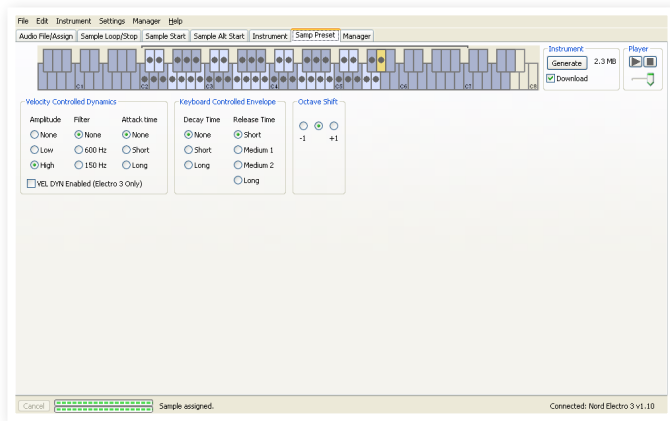 File Edit Instrument Settings Manager Help
Audio File/Assign Sample Loop/Stop Sample Start Sample Alt Start Instrument Samp Preset Manager
C1 C2 C3 C4 C5 C6 C7 C8
Instrument
Generate 2.3 MB
Download
Player
Velocity Controlled Dynamics
Amplitude Filter Attack time
None None None
Low 600 Hz Short
High 150 Hz Long
VEL DYN Enabled (Electro 3 Only)
Keyboard Controlled Envelope
Decay Time Release Time
None Short
Short Medium 1
Long Medium 2
Long
Octave Shift
-1 +1
Cancel Sample assigned. Connected: Nord Electro 3 v1.10